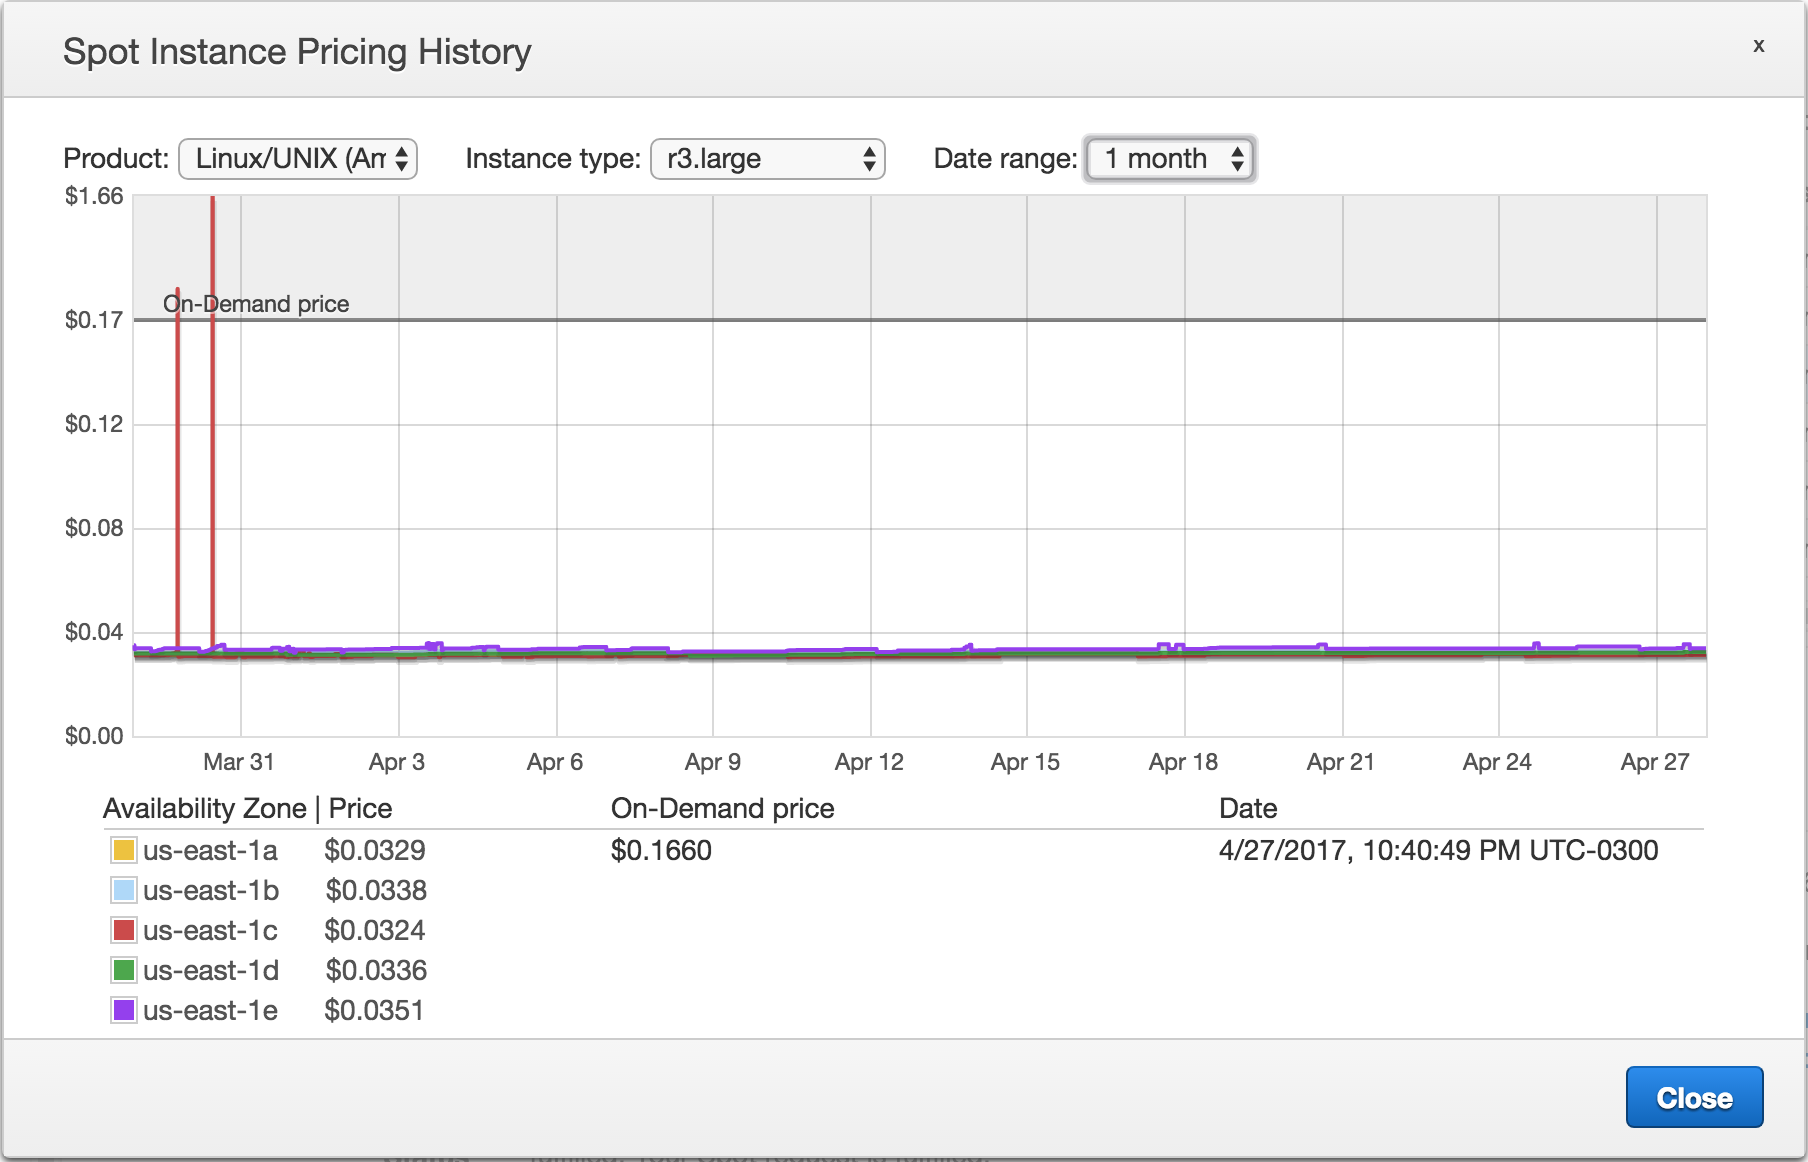 Spot Instance Pricing History
x
Product: Linux/UNIX (Am Instance type: r3.large Date range: 1 month
$1.66
On-Demand price
$0.17
$0.12
$0.08
$0.04
$0.00
Mar 31 Apr 3 Apr 6 Apr 9 Apr 12 Apr 15 Apr 18 Apr 21 Apr 24 Apr 27
Availability Zone | Price On-Demand price Date
us-east-1a $0.0329 $0.1660 4/27/2017, 10:40:49 PM UTC-0300
us-east-1b $0.0338
us-east-1c $0.0324
us-east-1d $0.0336
us-east-1e $0.0351
Close